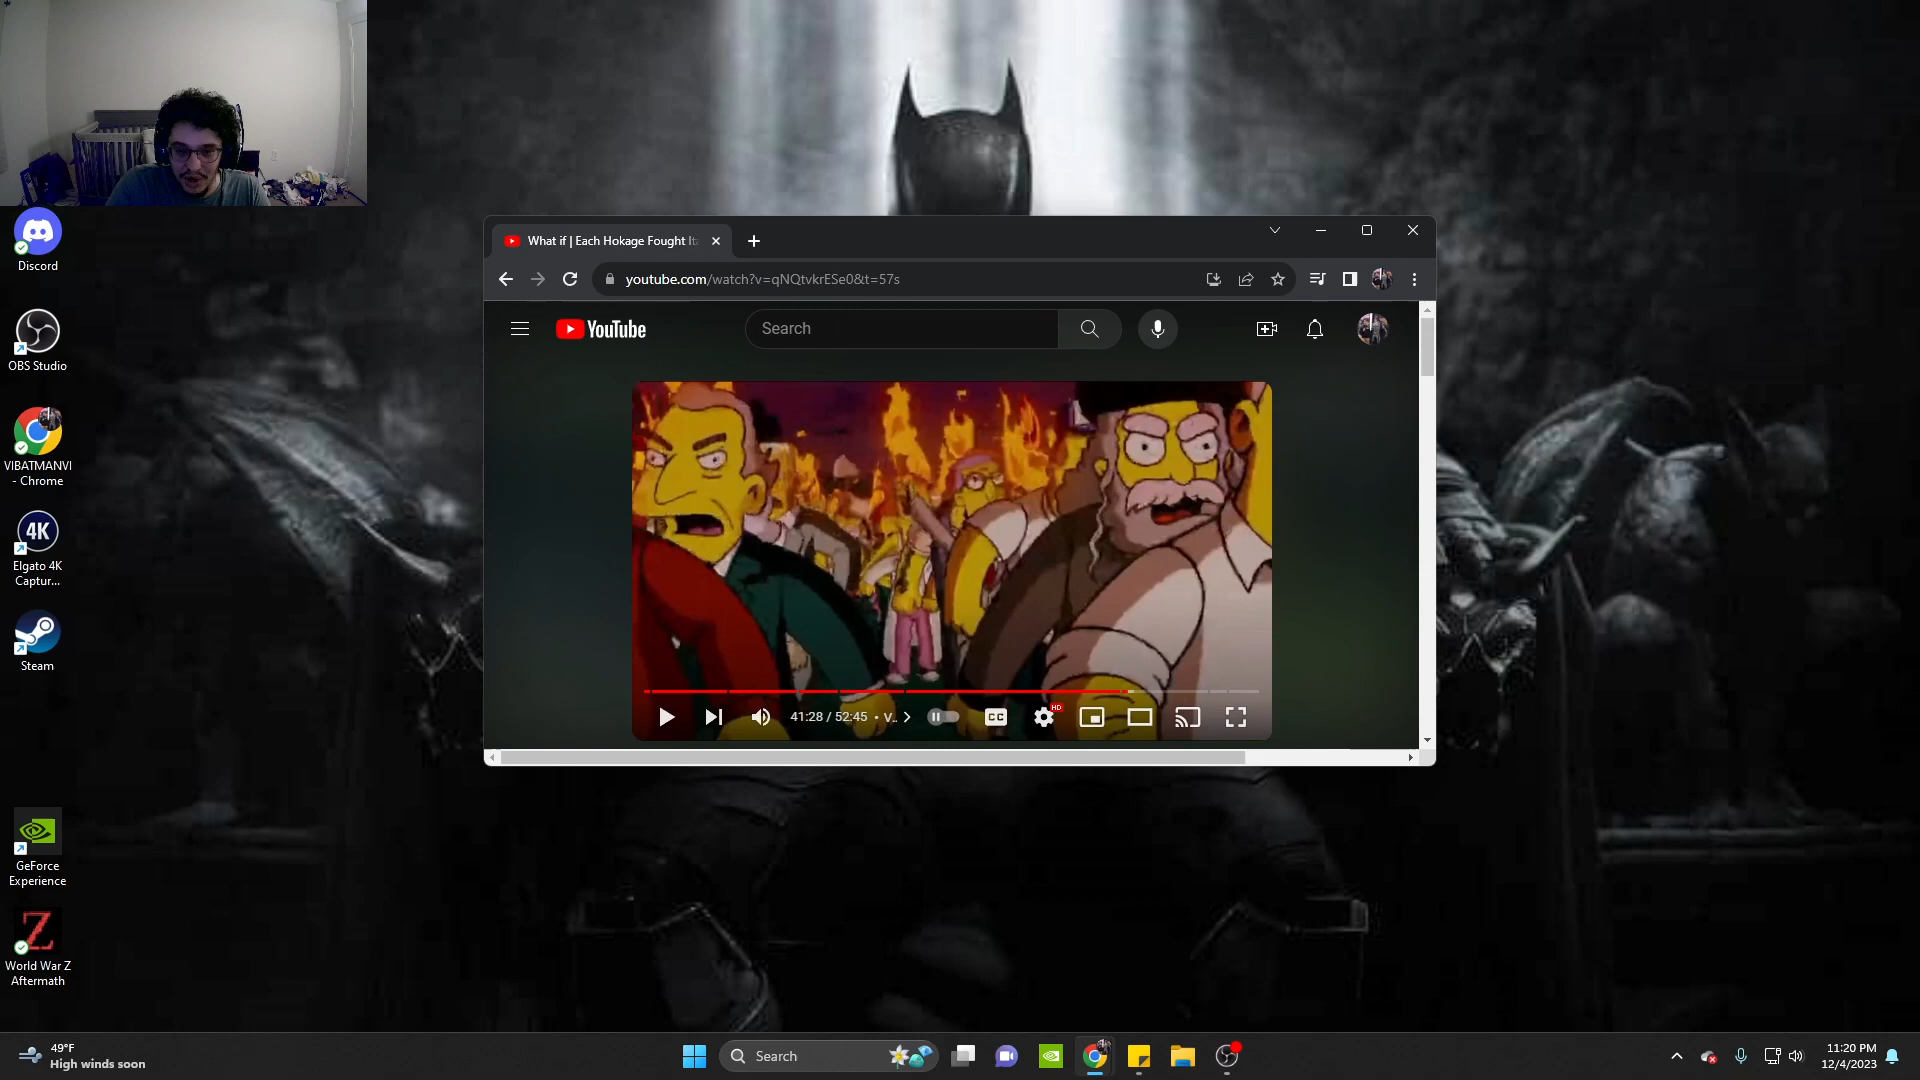 Discord
OBS Studio
VIBATMANVI
- Chrome
4K
Elgato 4K
Captur...
Steam
GeForce
Experience
Z
World War Z
Aftermath
What if | Each Hokage Fought It
youtube.com/watch?v=qNQtvkrESe0&t=57s
YouTube
Search
41:28 / 52:45 • V...
CC
HD
49°F
High winds soon
Search
11:20 PM
12/4/2023